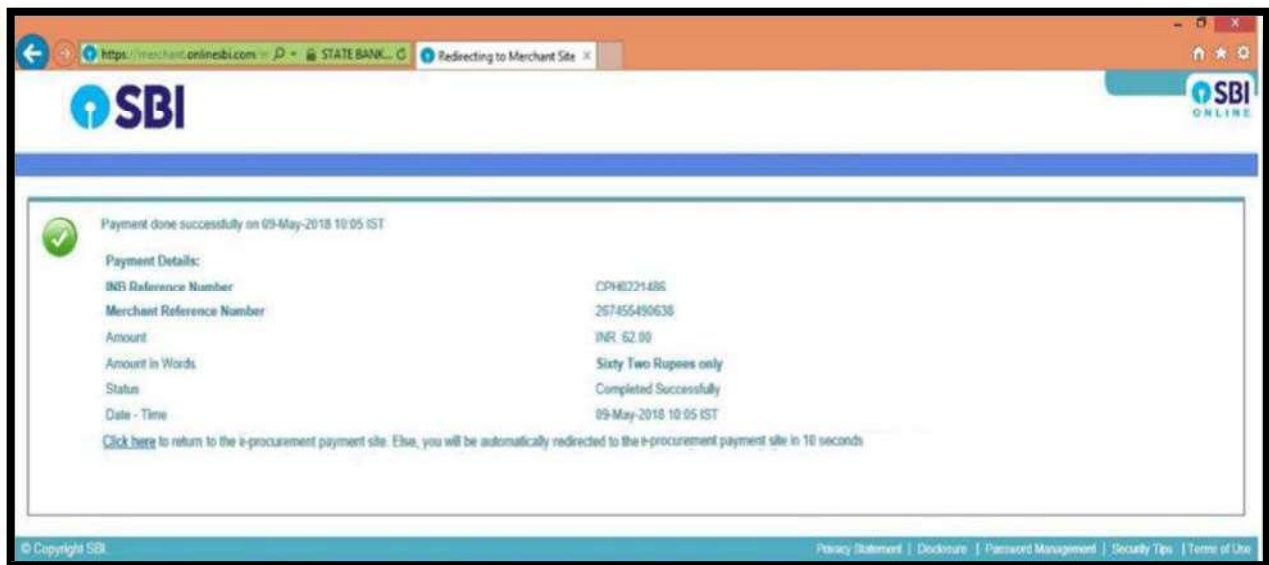 https://merchant.onlinesbi.com
STATE BANK...
Redirecting to Merchant Site
SBI
SBI
ONLINE
Payment done successfully on 09-May-2018 10:05 IST
Payment Details:
INB Reference Number CPH0221486
Merchant Reference Number 267455490638
Amount INR 62.00
Amount in Words Sixty Two Rupees only
Status Completed Successfully
Date - Time 09-May-2018 10:05 IST
Click here to return to the e-procurement payment site. Else, you will be automatically redirected to the e-procurement payment site in 10 seconds
© Copyright SBI. Privacy Statement | Disclosure | Password Management | Security Tips | Terms of Use